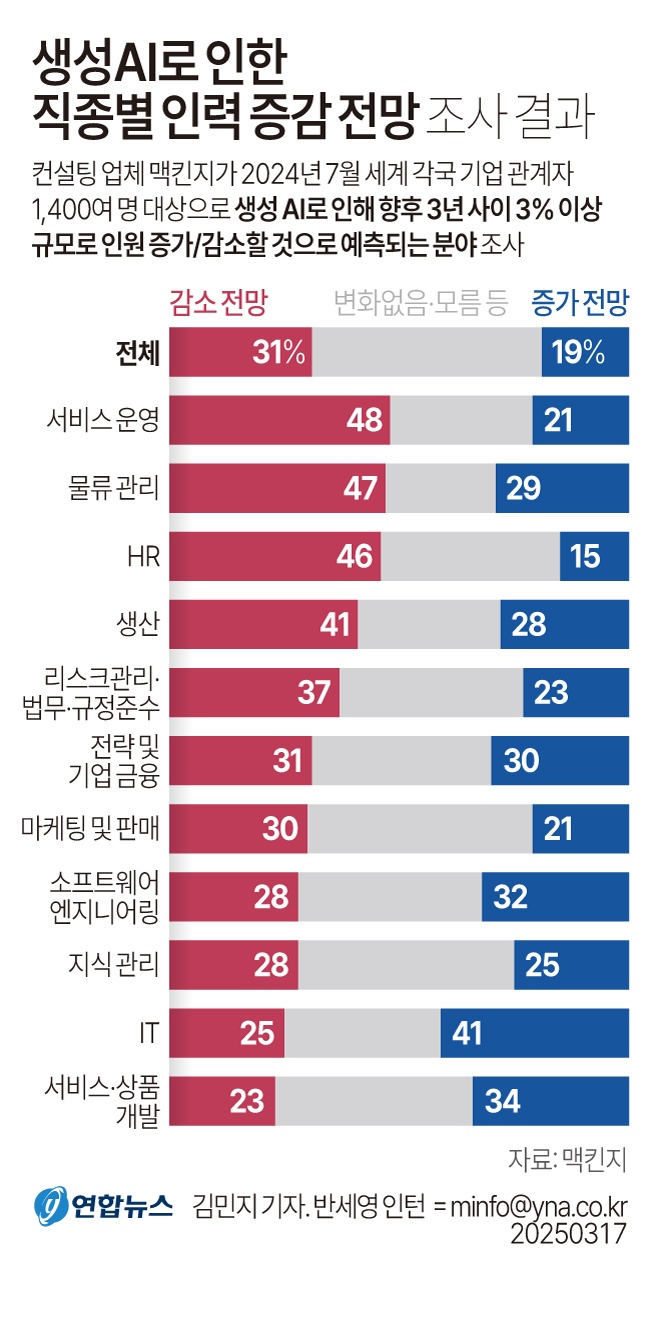 생성AI로 인한
직종별 인력 증감 전망 조사 결과
컨설팅 업체 맥킨지가 2024년 7월 세계 각국 기업 관계자
1,400여 명 대상으로 생성 AI로 인해 향후 3년 사이 3% 이상
규모로 인원 증가/감소할 것으로 예측되는 분야 조사
감소 전망 변화없음·모름 등 증가 전망
전체 31% 19%
서비스 운영 48 21
물류 관리 47 29
HR 46 15
생산 41 28
리스크관리·
법무·규정준수 37 23
전략 및
기업 금융 31 30
마케팅 및 판매 30 21
소프트웨어
엔지니어링 28 32
지식 관리 28 25
IT 25 41
서비스·상품
개발 23 34
자료: 맥킨지
y 연합뉴스 김민지 기자. 반세영 인턴 = minfo@yna.co.kr
20250317